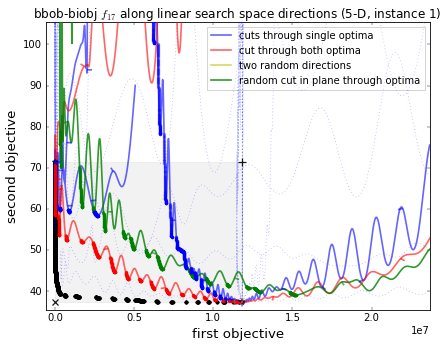 bbob-biobj f17 along linear search space directions (5-D, instance 1)
cuts through single optima
cut through both optima
two random directions
random cut in plane through optima
second objective
100
90
80
70
60
50
40
0.0
0.5
1.0
1.5
2.0
1e7
first objective